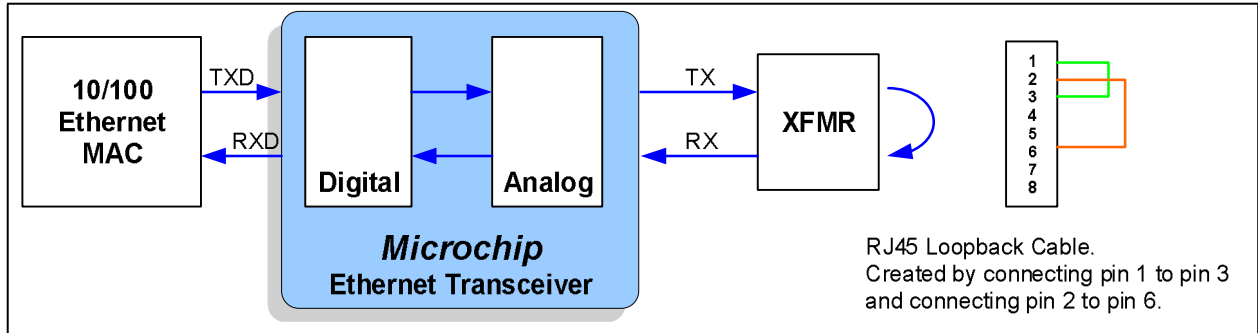 10/100
Ethernet
MAC
TXD
RXD
Digital
Analog
Microchip
Ethernet Transceiver
TX
RX
XFMR
1
2
3
4
5
6
7
8
RJ45 Loopback Cable.
Created by connecting pin 1 to pin 3
and connecting pin 2 to pin 6.